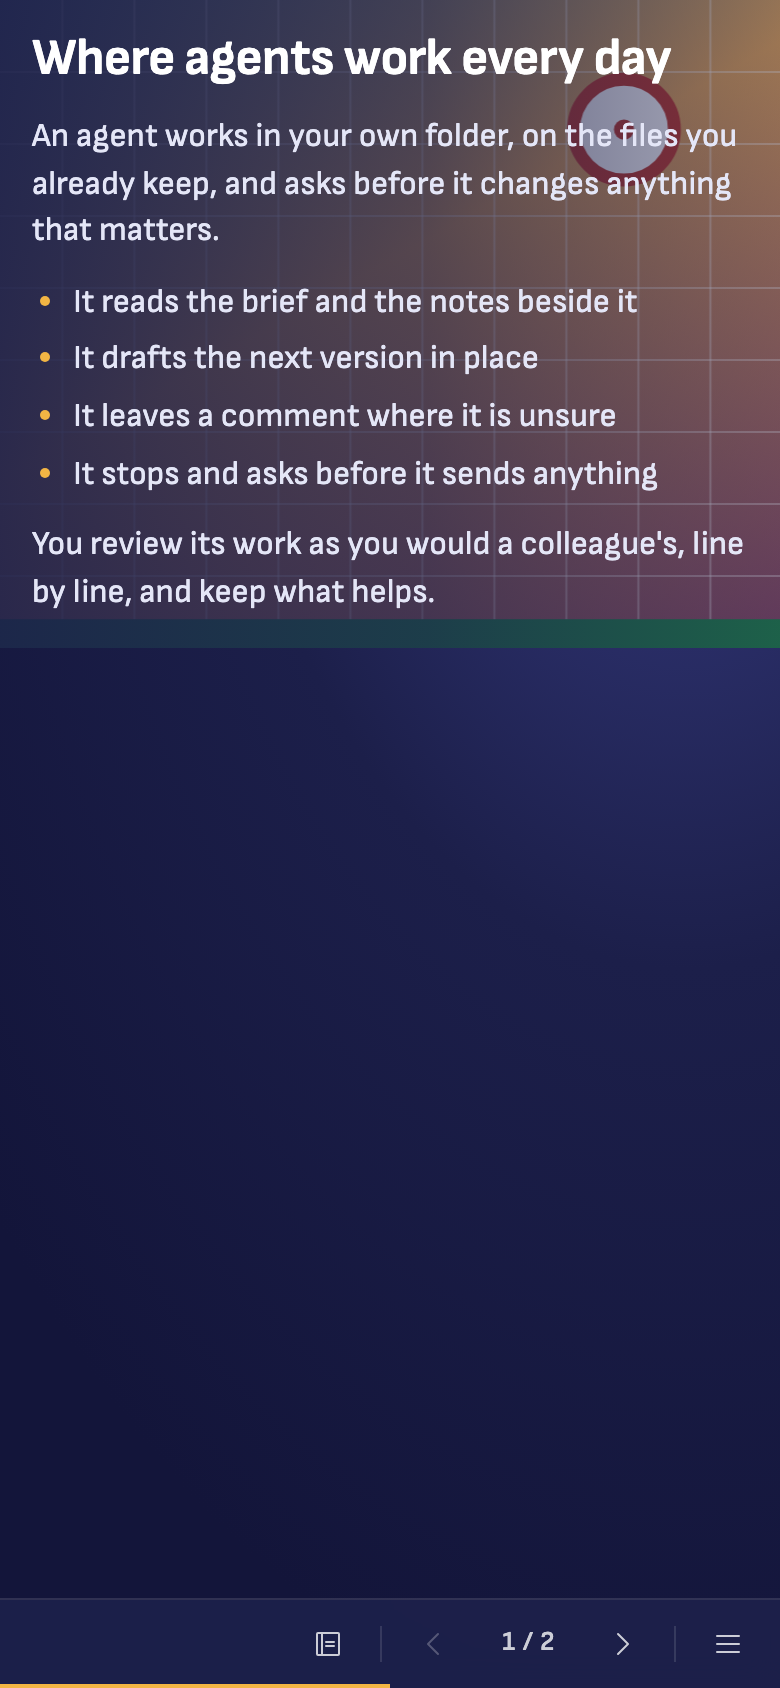 Where agents work every day
An agent works in your own folder, on the files you
already keep, and asks before it changes anything
that matters.
It reads the brief and the notes beside it
It drafts the next version in place
It leaves a comment where it is unsure
It stops and asks before it sends anything
You review its work as you would a colleague's, line
by line, and keep what helps.
1 / 2